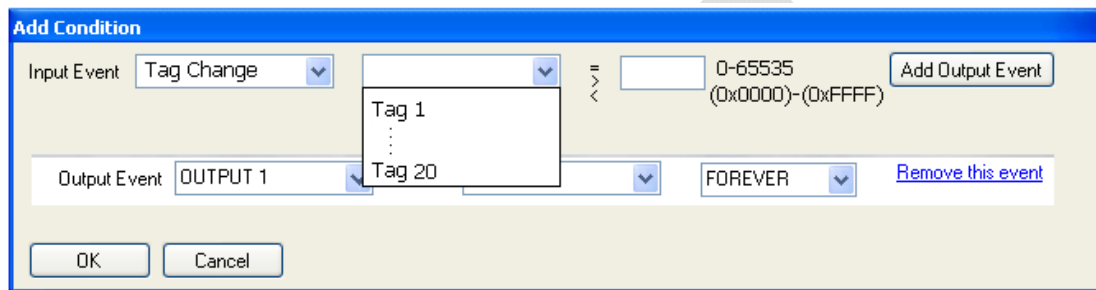 Add Condition
Input Event Tag Change = > < 0-65535 Add Output Event
(0x0000)-(0xFFFF)
Tag 1
⋮
Tag 20
Output Event OUTPUT 1 FOREVER Remove this event
OK Cancel